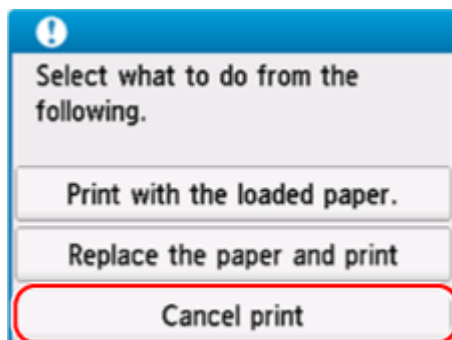 Select what to do from the
following.
Print with the loaded paper.
Replace the paper and print
Cancel print